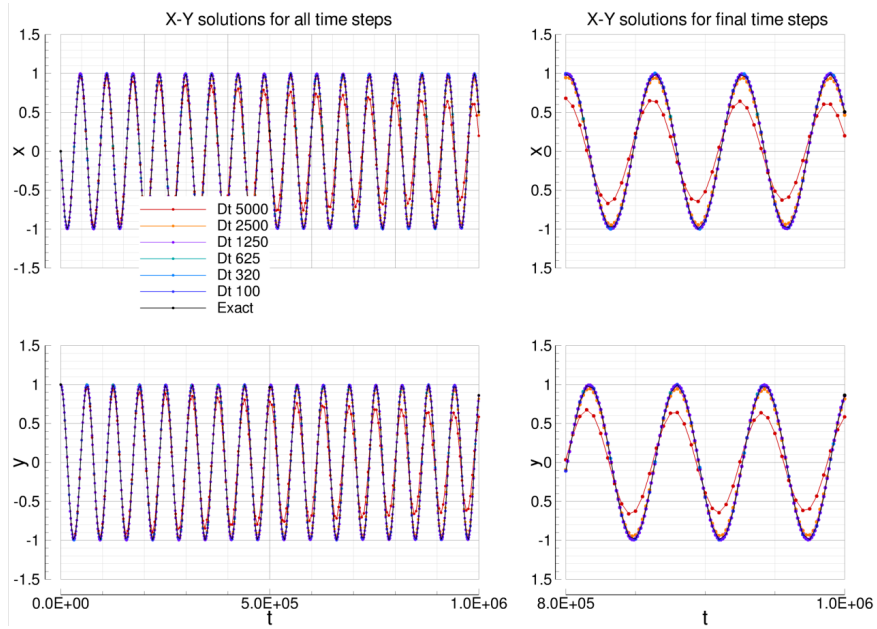 X-Y solutions for all time steps
X-Y solutions for final time steps
1.5
1
0.5
0
-0.5
-1
-1.5
x
1.5
1
0.5
0
-0.5
-1
-1.5
x
Dt 5000
Dt 2500
Dt 1250
Dt 625
Dt 320
Dt 100
Exact
1.5
1
0.5
0
-0.5
-1
-1.5
y
1.5
1
0.5
0
-0.5
-1
-1.5
y
0.0E+00 5.0E+05 1.0E+06
t
8.0E+05 1.0E+06
t